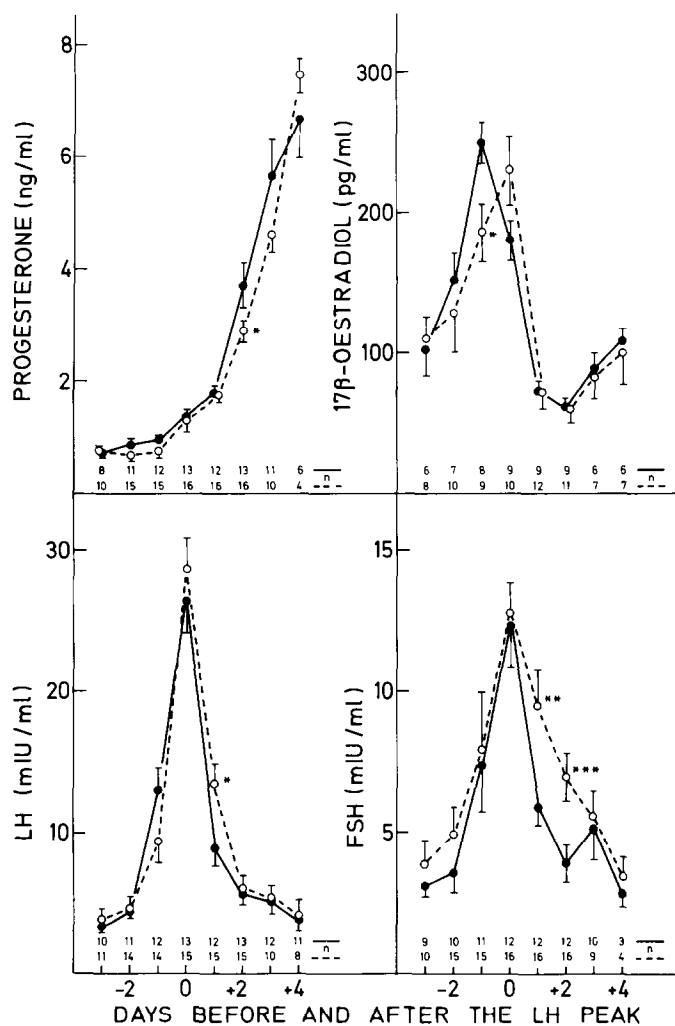 8
6
4
2
PROGESTERONE (ng/ml)
8 11 12 13 12 13 11 6
10 15 15 16 16 16 10 4
n
300
200
100
17β-OESTRADIOL (pg/ml)
*
*
6 7 8 9 9 9 6 6
8 10 9 10 12 11 7 7
n
30
20
10
LH (mIU/ml)
*
10 11 12 13 12 13 12 11
11 14 14 15 15 15 10 8
n
15
10
5
FSH (mIU/ml)
**
***
9 10 11 12 12 12 10 3
10 15 15 16 16 16 9 4
n
-2 0 +2 +4
-2 0 +2 +4
DAYS BEFORE AND AFTER THE LH PEAK